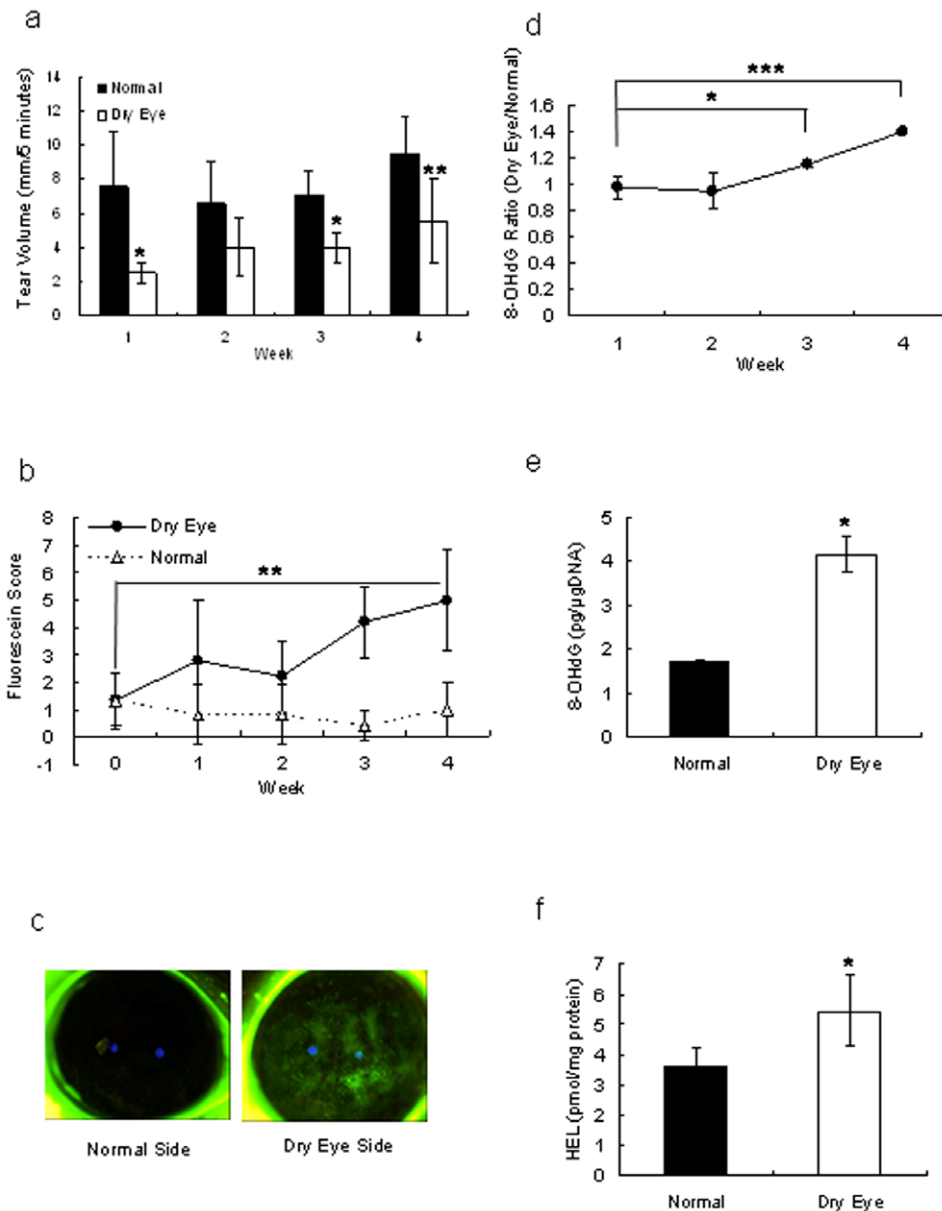 a
Tear Volume (mm/5 minutes)
14
12
10
8
6
4
2
0
Normal
Dry Eye
*
*
**
1 2 3 4
Week
b
Fluorescein Score
8
7
6
5
4
3
2
1
0
-1
Dry Eye
Normal
**
0 1 2 3 4
Week
c
Normal Side Dry Eye Side
d
8-OHdG Ratio (Dry Eye/Normal)
***
*
1.6
1.4
1.2
1
0.8
0.6
0.4
0.2
0
1 2 3 4
Week
e
8-OHdG (pg/µgDNA)
5
4
3
2
1
0
*
Normal Dry Eye
f
HEL (pmol/mg protein)
7
6
5
4
3
2
1
0
*
Normal Dry Eye